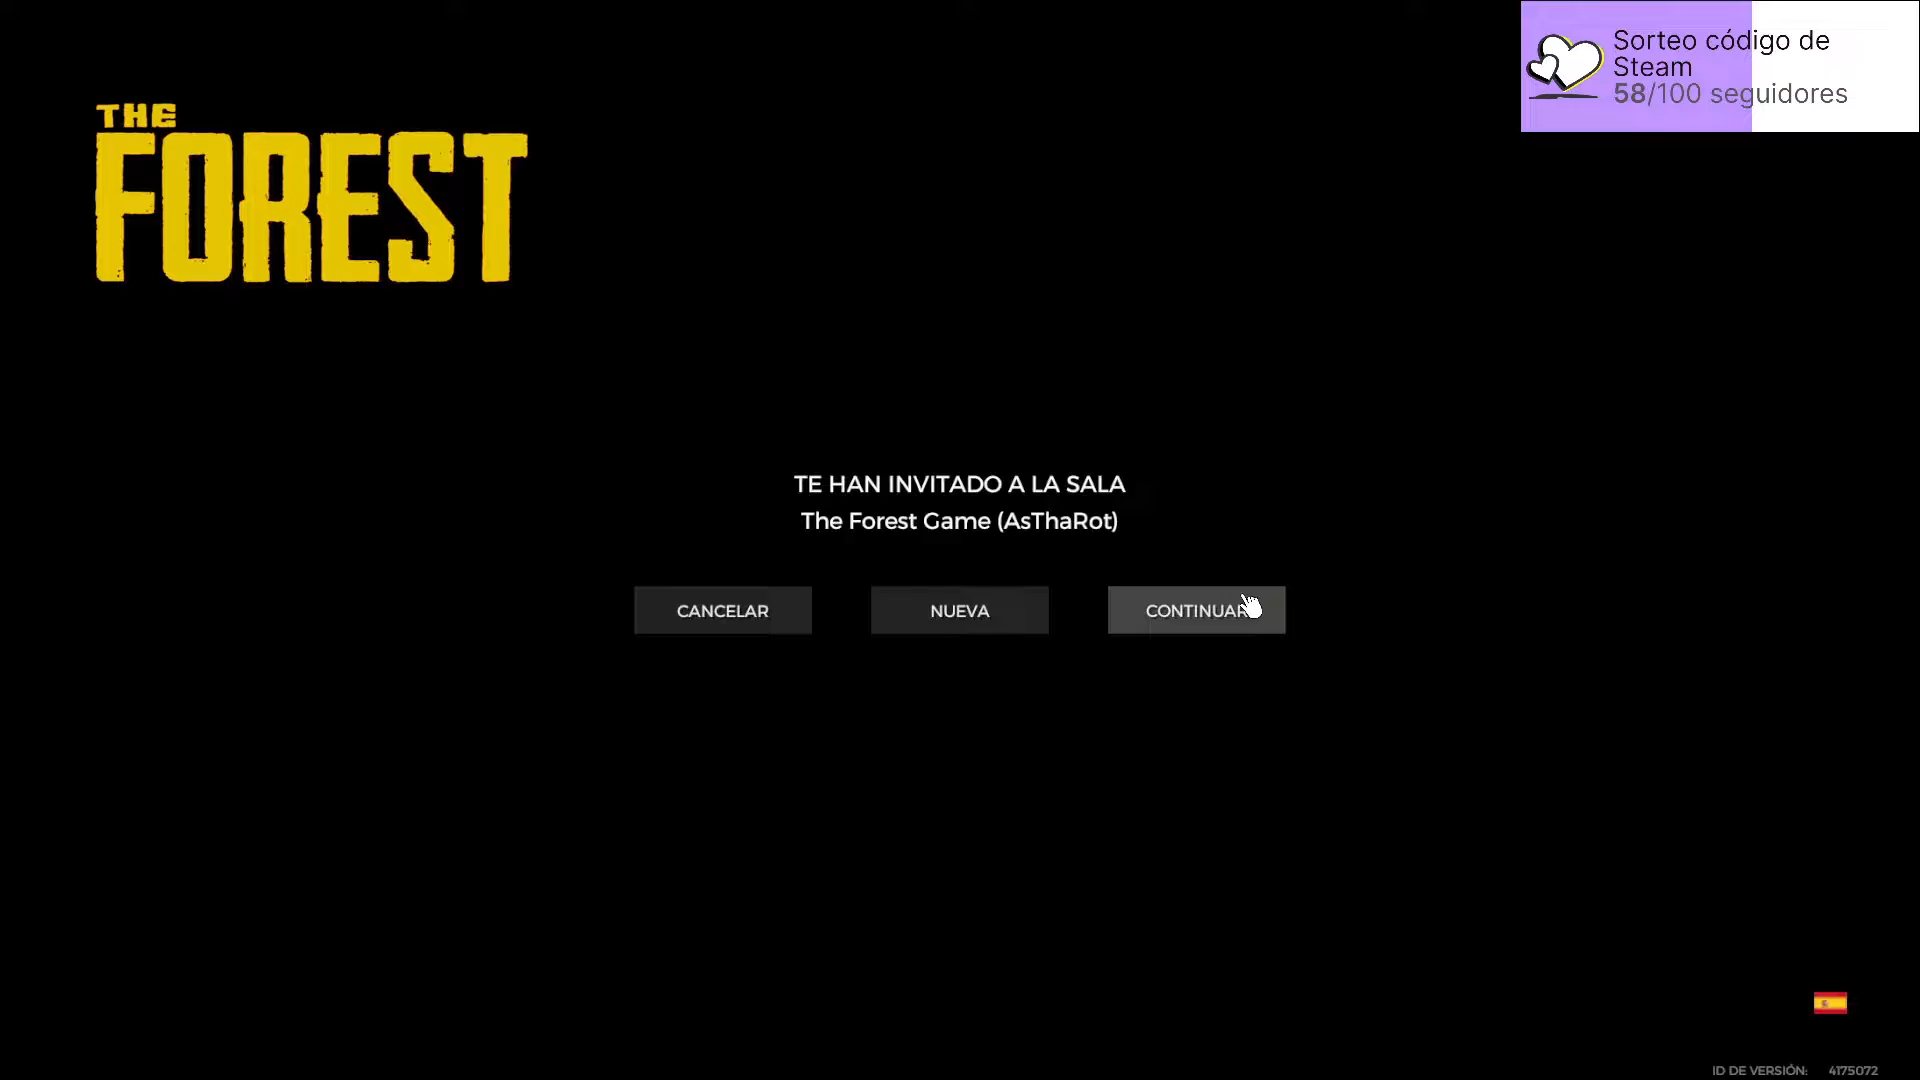 THE
FOREST
Sorteo código de
Steam
58/100 seguidores
TE HAN INVITADO A LA SALA
The Forest Game (AsThaRot)
CANCELAR
NUEVA
CONTINUAR
ID DE VERSIÓN: 4175072